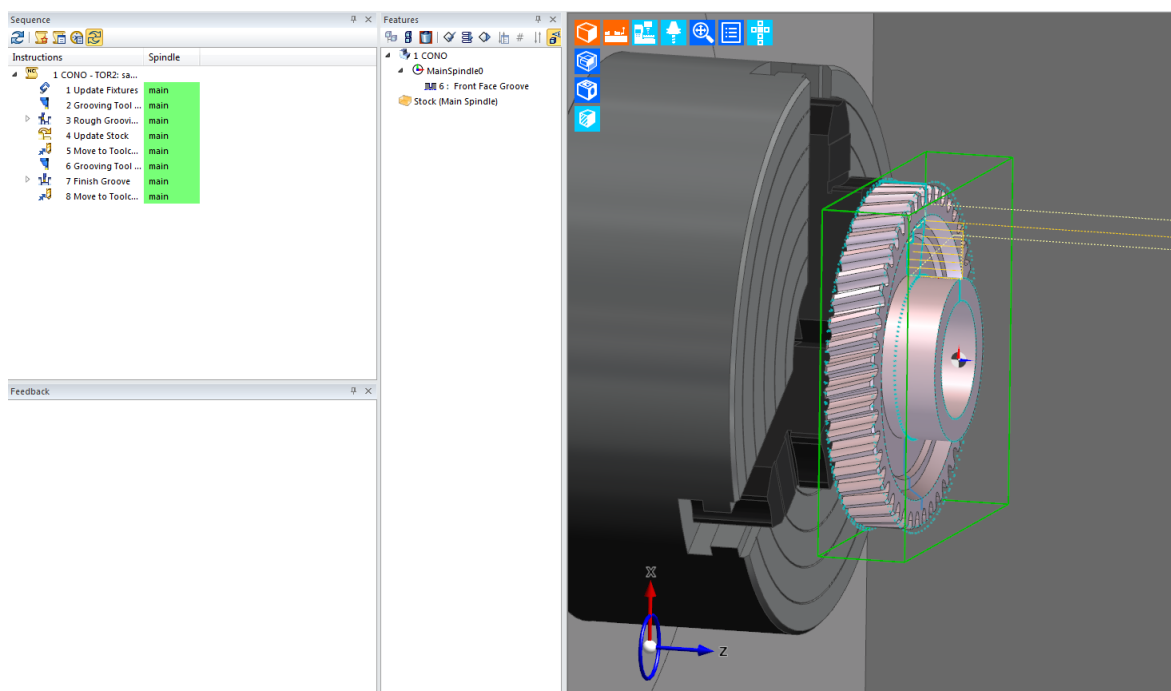 Sequence
Instructions Spindle
1 CONO - TOR2: sa...
1 Update Fixtures main
2 Grooving Tool ... main
3 Rough Groovi... main
4 Update Stock main
5 Move to Toolc... main
6 Grooving Tool ... main
7 Finish Groove main
8 Move to Toolc... main
Feedback
Features
1 CONO
MainSpindle0
6 : Front Face Groove
Stock (Main Spindle)
X
Z